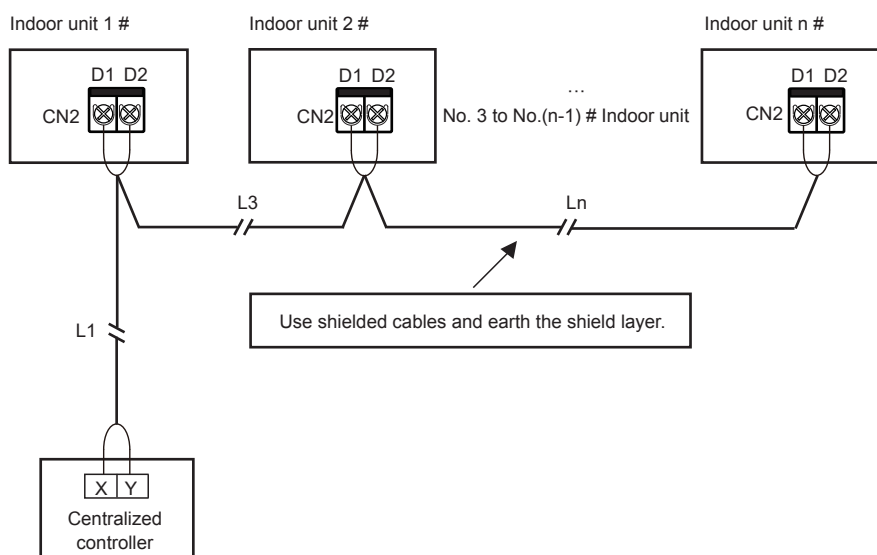 Indoor unit 1 #
Indoor unit 2 #
Indoor unit n #
D1 D2
D1 D2
D1 D2
CN2
CN2
CN2
…
No. 3 to No.(n-1) # Indoor unit
L3
Ln
L1
Use shielded cables and earth the shield layer.
X Y
Centralized
controller